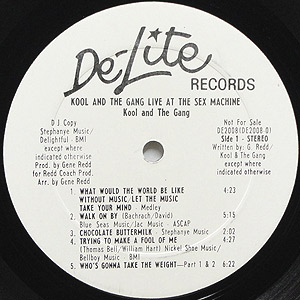 De-Lite
RECORDS
KOOL AND THE GANG LIVE AT THE SEX MACHINE
Kool and The Gang
DJ Copy
Stephanye Music/
Delightful - BMI
except where
indicated otherwise
Prod. by Gene Redd
for Redd Coach Prod.
Arr. by Gene Redd
Not For Sale
DE2008 (DE2008-01)
Side 1 - STEREO
Written by: G. Redd/
Kool & The Gang
except where
indicated otherwise
1. WHAT WOULD THE WORLD BE LIKE 4:23
WITHOUT MUSIC/LET THE MUSIC
TAKE YOUR MIND - Medley
2. WALK ON BY (Bachrach/David) 5:15
Blue Seas Music/Jac Music - ASCAP
3. CHOCOLATE BUTTERMILK - Stephanye Music 2:02
4. TRYING TO MAKE A FOOL OF ME 4:27
(Thomas Bell/William Hart) Nickel Shoe Music/
Bellboy Music - BMI
5. WHO'S GONNA TAKE THE WEIGHT—Part 1 & 2 6:22